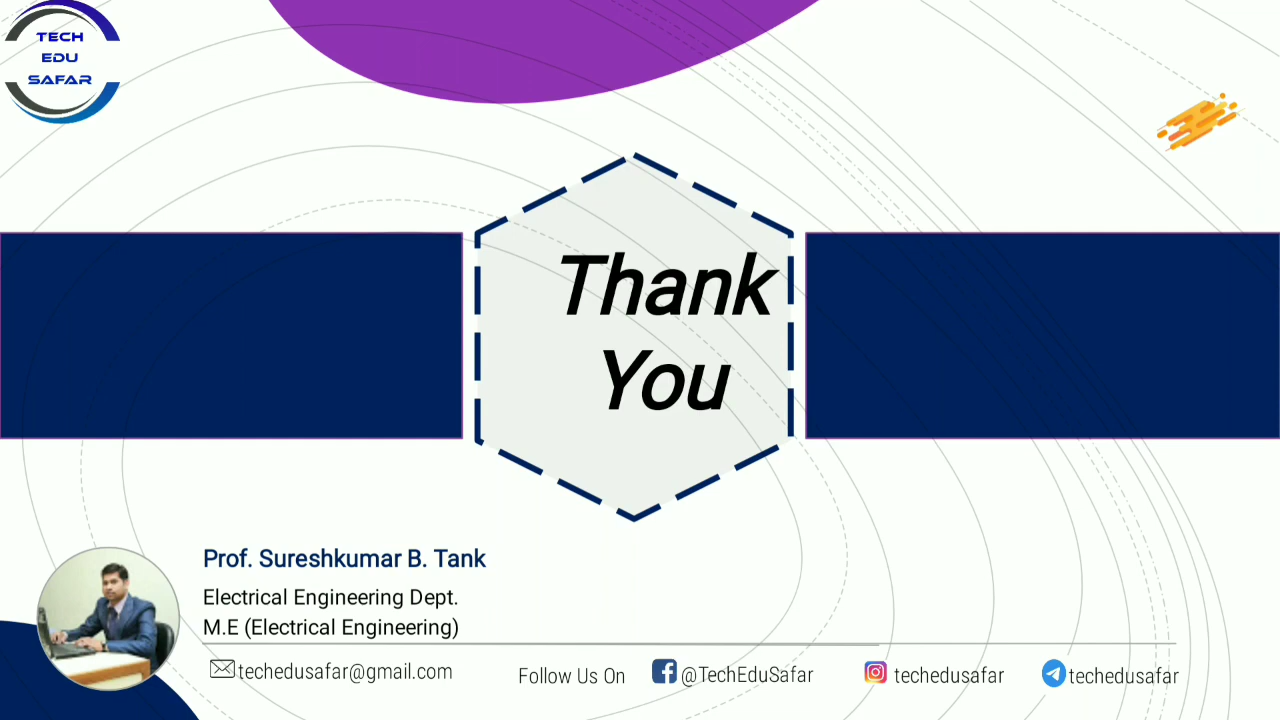 TECH
EDU
SAFAR
Thank
You
Prof. Sureshkumar B. Tank
Electrical Engineering Dept.
M.E (Electrical Engineering)
techedusafar@gmail.com
Follow Us On
@TechEduSafar
techedusafar
techedusafar